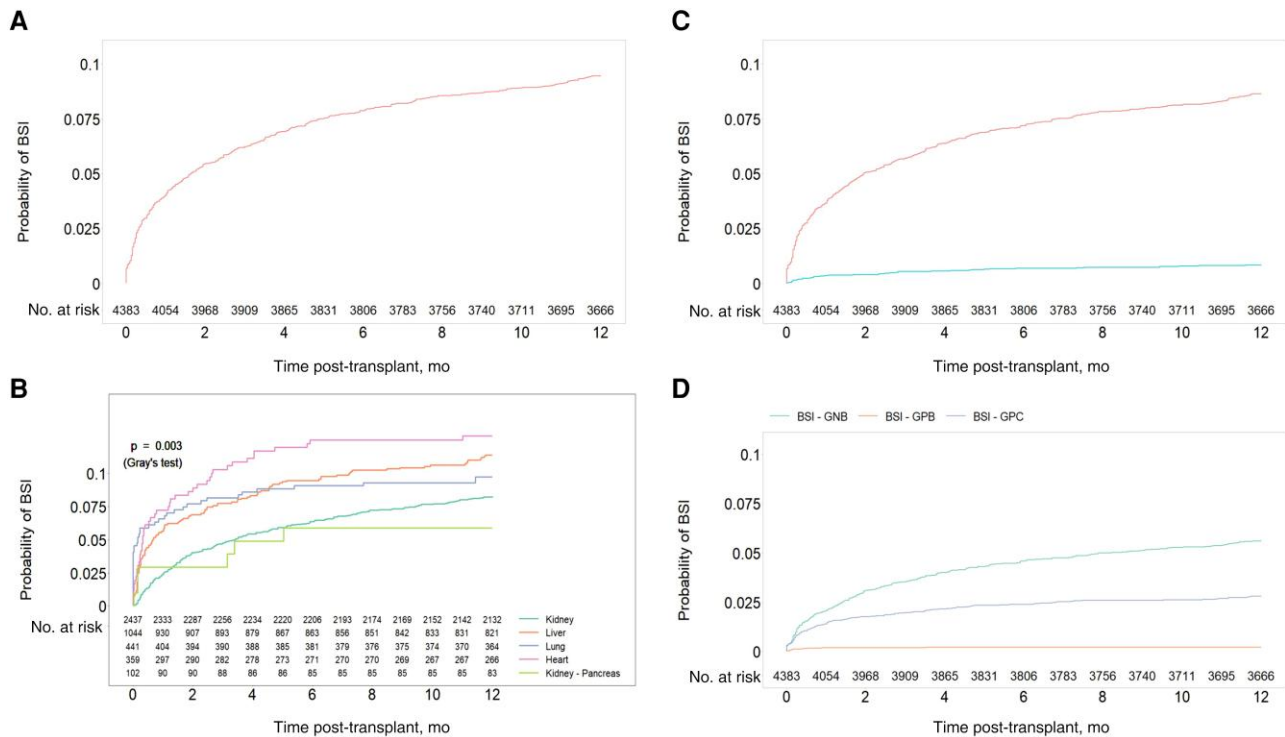 A
Probability of BSI
0.1
0.075
0.05
0.025
0
No. at risk 4383 4054 3968 3909 3865 3831 3806 3783 3756 3740 3711 3695 3666
0 2 4 6 8 10 12
Time post-transplant, mo
B
p = 0.003
(Gray's test)
Probability of BSI
0.1
0.075
0.05
0.025
0
No. at risk
2437 2333 2287 2256 2234 2220 2206 2193 2174 2169 2152 2142 2132 Kidney
1044 930 907 893 879 867 863 856 851 842 833 831 821 Liver
441 404 394 390 388 385 381 379 376 375 374 370 364 Lung
359 297 290 282 278 273 271 270 270 269 267 267 266 Heart
102 90 90 88 86 86 85 85 85 85 85 85 83 Kidney - Pancreas
0 2 4 6 8 10 12
Time post-transplant, mo
C
Probability of BSI
0.1
0.075
0.05
0.025
0
No. at risk 4383 4054 3968 3909 3865 3831 3806 3783 3756 3740 3711 3695 3666
0 2 4 6 8 10 12
Time post-transplant, mo
D
BSI - GNB BSI - GPB BSI - GPC
Probability of BSI
0.1
0.075
0.05
0.025
0
No. at risk 4383 4054 3968 3909 3865 3831 3806 3783 3756 3740 3711 3695 3666
0 2 4 6 8 10 12
Time post-transplant, mo